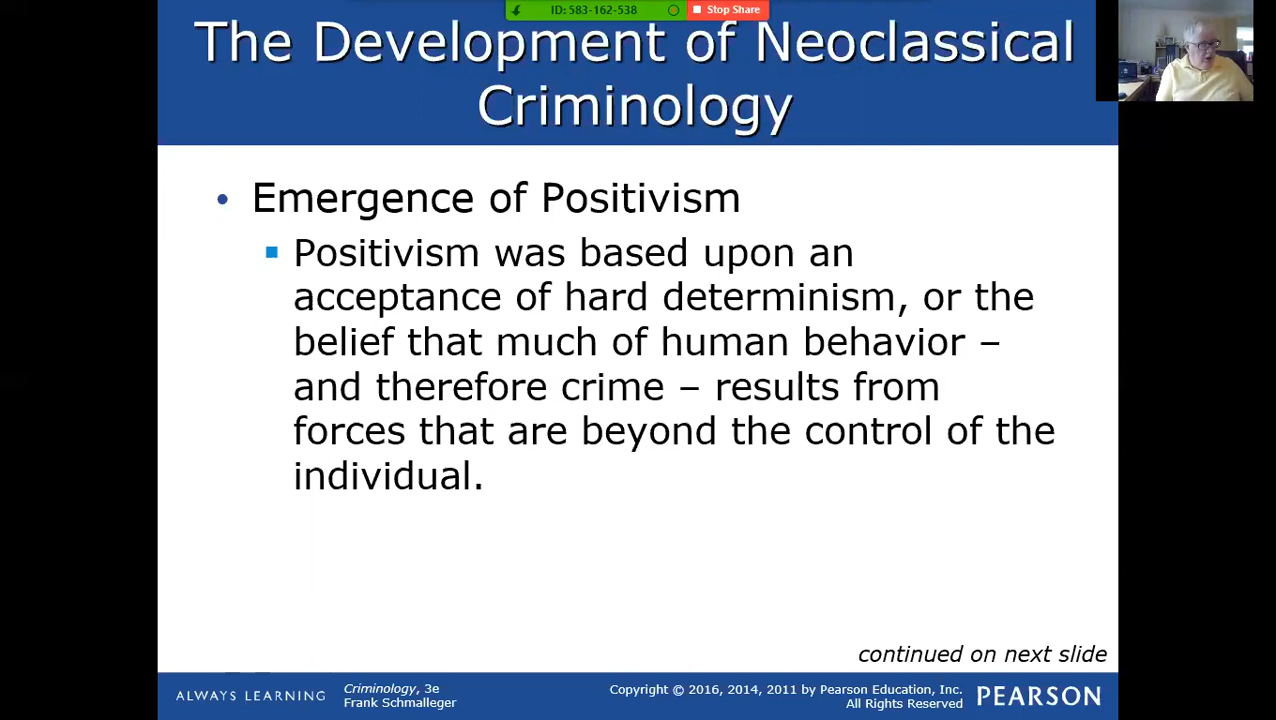 ID: 583-162-538
Stop Share
The Development of Neoclassical
Criminology
• Emergence of Positivism
▪ Positivism was based upon an
acceptance of hard determinism, or the
belief that much of human behavior –
and therefore crime – results from
forces that are beyond the control of the
individual.
continued on next slide
ALWAYS LEARNING
Criminology, 3e
Frank Schmalleger
Copyright © 2016, 2014, 2011 by Pearson Education, Inc.
All Rights Reserved
PEARSON